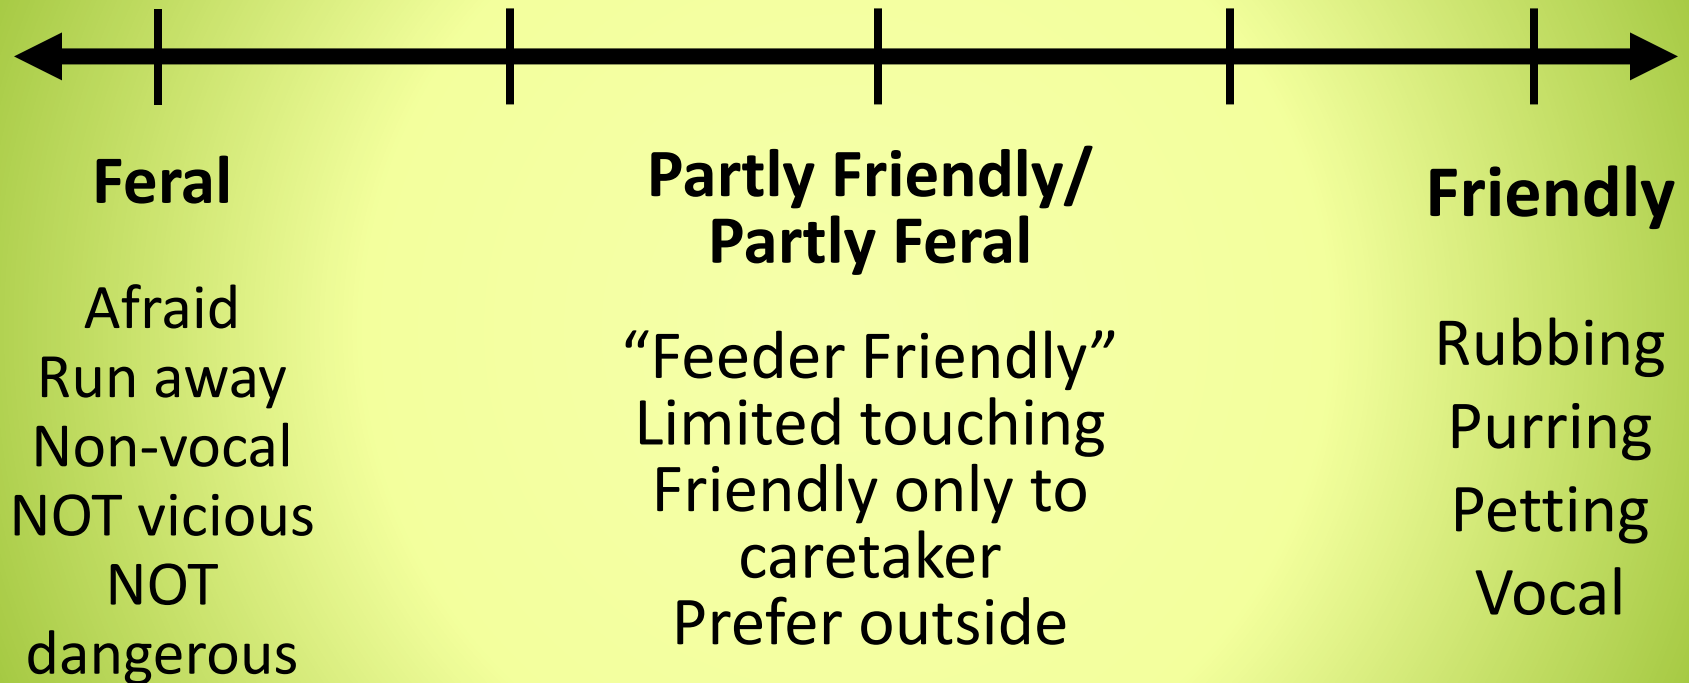 Feral
Afraid
Run away
Non-vocal
NOT vicious
NOT
dangerous
Partly Friendly/
Partly Feral
“Feeder Friendly”
Limited touching
Friendly only to
caretaker
Prefer outside
Friendly
Rubbing
Purring
Petting
Vocal